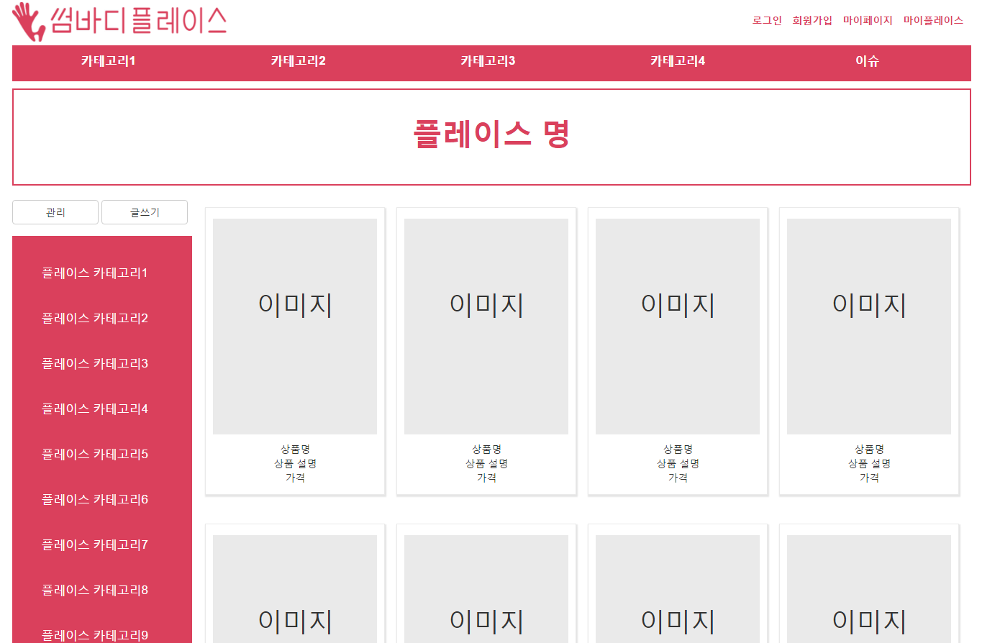 썸바디플레이스
로그인 회원가입 마이페이지 마이플레이스
카테고리1 카테고리2 카테고리3 카테고리4 이슈
플레이스 명
관리 글쓰기
플레이스 카테고리1
플레이스 카테고리2
플레이스 카테고리3
플레이스 카테고리4
플레이스 카테고리5
플레이스 카테고리6
플레이스 카테고리7
플레이스 카테고리8
플레이스 카테고리9
이미지 이미지 이미지 이미지
상품명 상품명 상품명 상품명
상품 설명 상품 설명 상품 설명 상품 설명
가격 가격 가격 가격
이미지 이미지 이미지 이미지